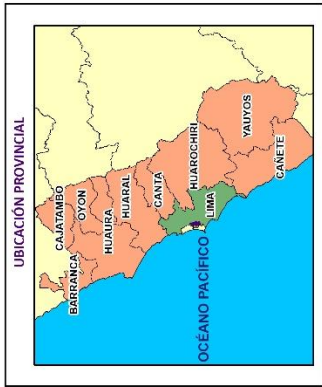 UBICACIÓN PROVINCIAL
CAJATAMBO
OYON
BARRANCA
HUAURA
HUARAL
CANTA
HUAROCHIRI
LIMA
YAUYOS
CAÑETE
OCÉANO PACÍFICO